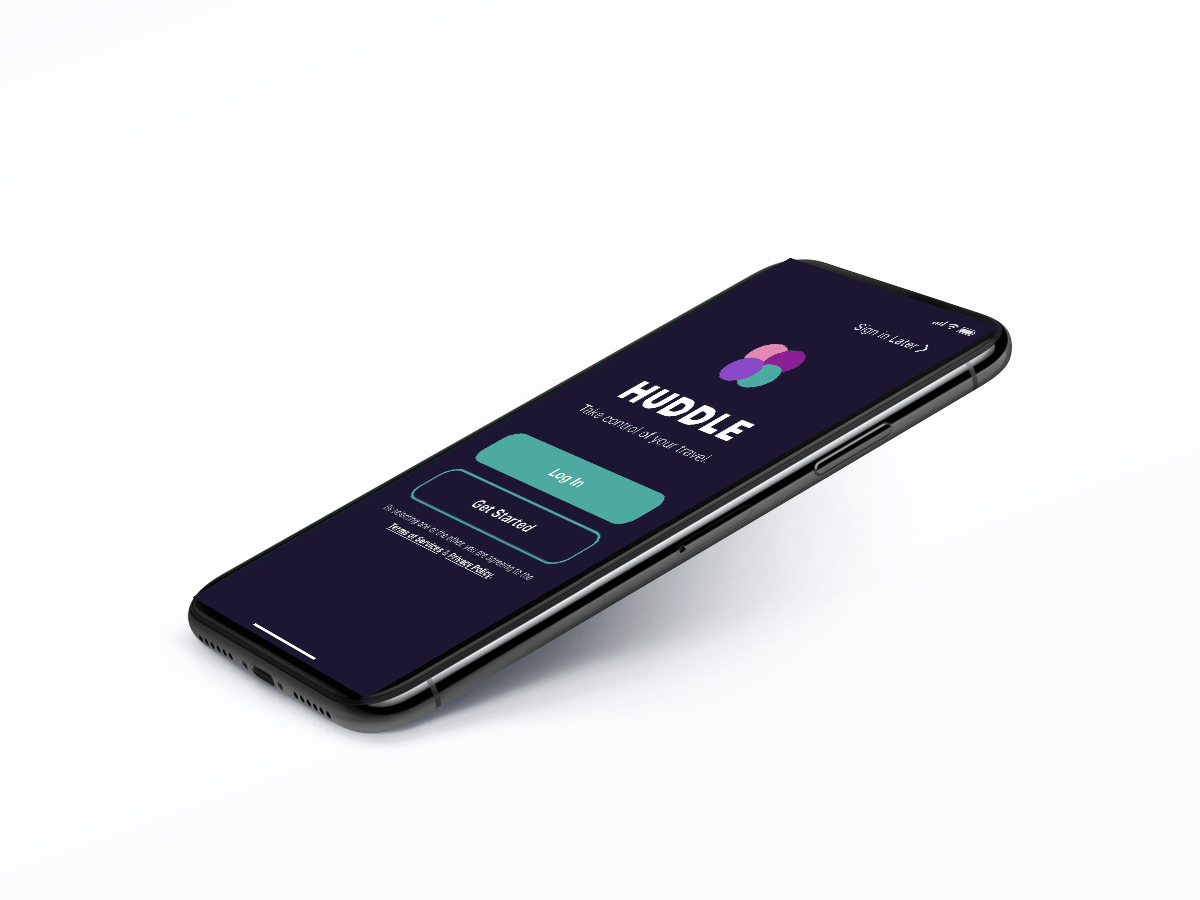 Sign in Later
HUDDLE
Take control of your travel.
Log In
Get Started
By selecting one or the other, you are agreeing to the
Terms of Services & Privacy Policy.